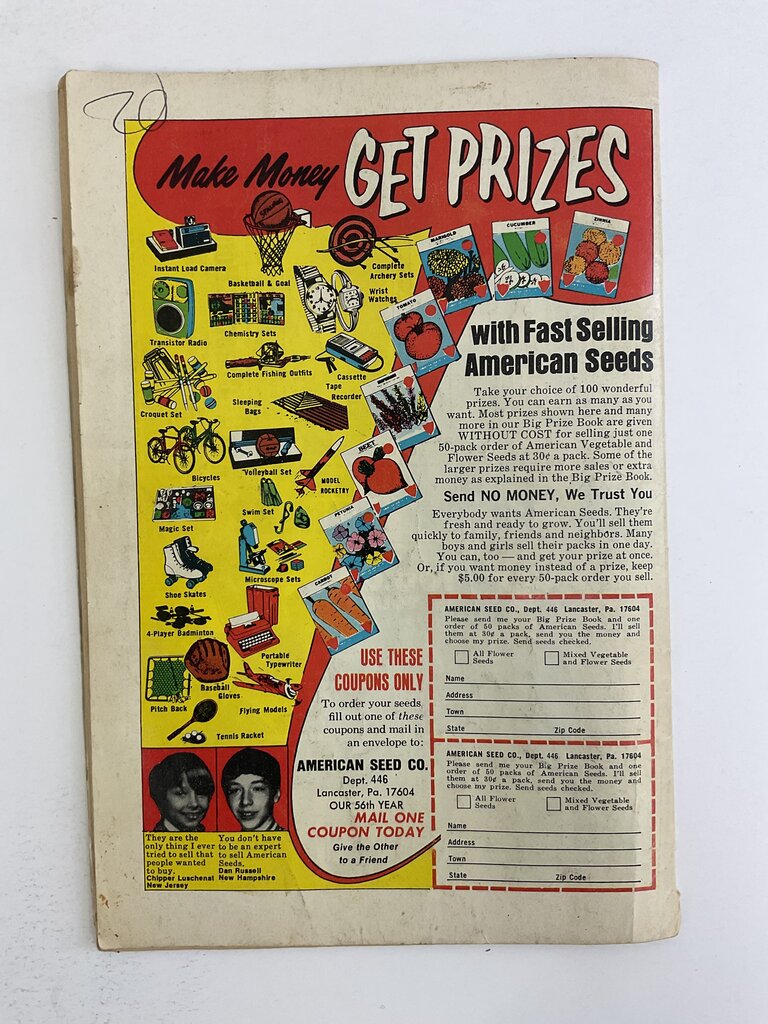 20
Make Money GET PRIZES
Instant Load Camera
Basketball & Goal
Complete
Archery Sets
MARIGOLD
CUCUMBER
ZINNIA
Transistor Radio
Chemistry Sets
Wrist
Watches
TOMATO
with Fast Selling
American Seeds
Croquet Set
Complete Fishing Outfits
Cassette
Tape
Recorder
Sleeping
Bags
Take your choice of 100 wonderful
prizes. You can earn as many as you
want. Most prizes shown here and many
more in our Big Prize Book are given
WITHOUT COST for selling just one
50-pack order of American Vegetable and
Flower Seeds at 30¢ a pack. Some of the
larger prizes require more sales or extra
money as explained in the Big Prize Book.
Bicycles
Volleyball Set
MODEL
ROCKETRY
BEET
Send NO MONEY, We Trust You
Everybody wants American Seeds. They're
fresh and ready to grow. You'll sell them
quickly to family, friends and neighbors. Many
boys and girls sell their packs in one day.
You can, too — and get your prize at once.
Or, if you want money instead of a prize, keep
$5.00 for every 50-pack order you sell.
Magic Set
Swim Set
PETUNIA
Shoe Skates
Microscope Sets
CARROT
4-Player Badminton
Portable
Typewriter
Pitch Back
Baseball
Gloves
Flying Models
Tennis Racket
USE THESE
COUPONS ONLY
To order your seeds
fill out one of these
coupons and mail in
an envelope to:
AMERICAN SEED CO.
Dept. 446
Lancaster, Pa. 17604
OUR 56th YEAR
MAIL ONE
COUPON TODAY
Give the Other
to a Friend
AMERICAN SEED CO., Dept. 446 Lancaster, Pa. 17604
Please send me your Big Prize Book and one
order of 50 packs of American Seeds. I'll sell
them at 30¢ a pack, send you the money and
choose my prize. Send seeds checked.
All Flower
Seeds
Mixed Vegetable
and Flower Seeds
Name
Address
Town
State Zip Code
AMERICAN SEED CO., Dept. 446 Lancaster, Pa. 17604
Please send me your Big Prize Book and one
order of 50 packs of American Seeds. I'll sell
them at 30¢ a pack, send you the money and
choose my prize. Send seeds checked.
All Flower
Seeds
Mixed Vegetable
and Flower Seeds
Name
Address
Town
State Zip Code
They are the
only thing I ever
tried to sell that
people wanted
to buy.
Chipper Luschenat
New Jersey
You don't have
to be an expert
to sell American
Seeds.
Dan Russell
New Hampshire